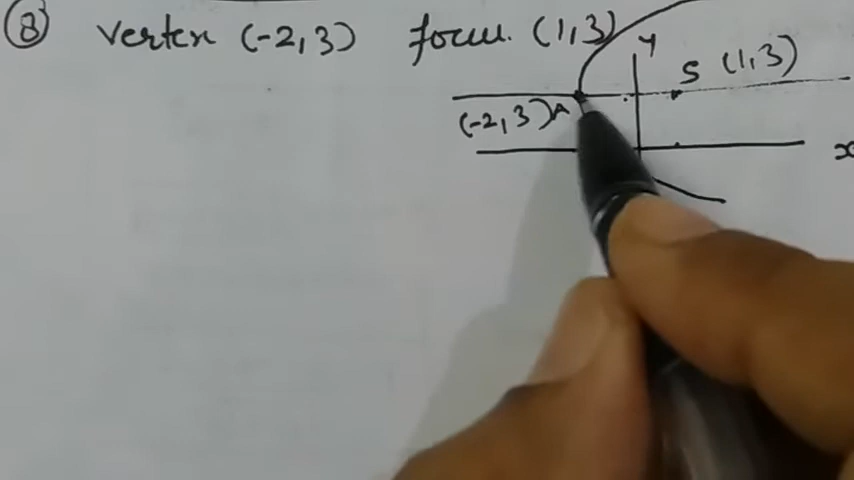 ⑧ Vertex (-2,3) focus. (1,3)
y
S (1,3)
(-2,3) A
x